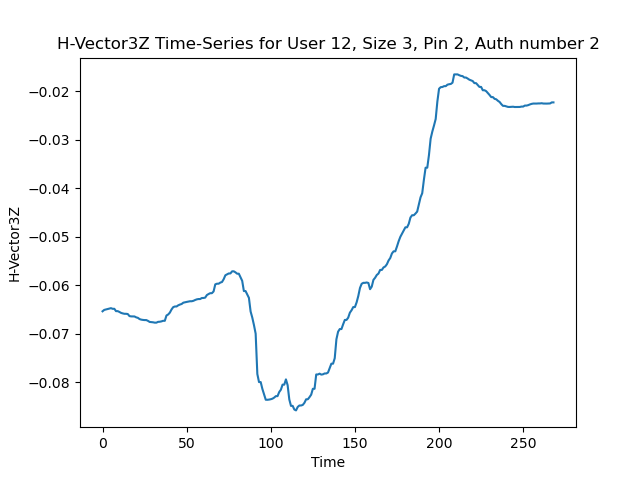 H-Vector3Z Time-Series for User 12, Size 3, Pin 2, Auth number 2
H-Vector3Z
−0.02
−0.03
−0.04
−0.05
−0.06
−0.07
−0.08
0 50 100 150 200 250
Time